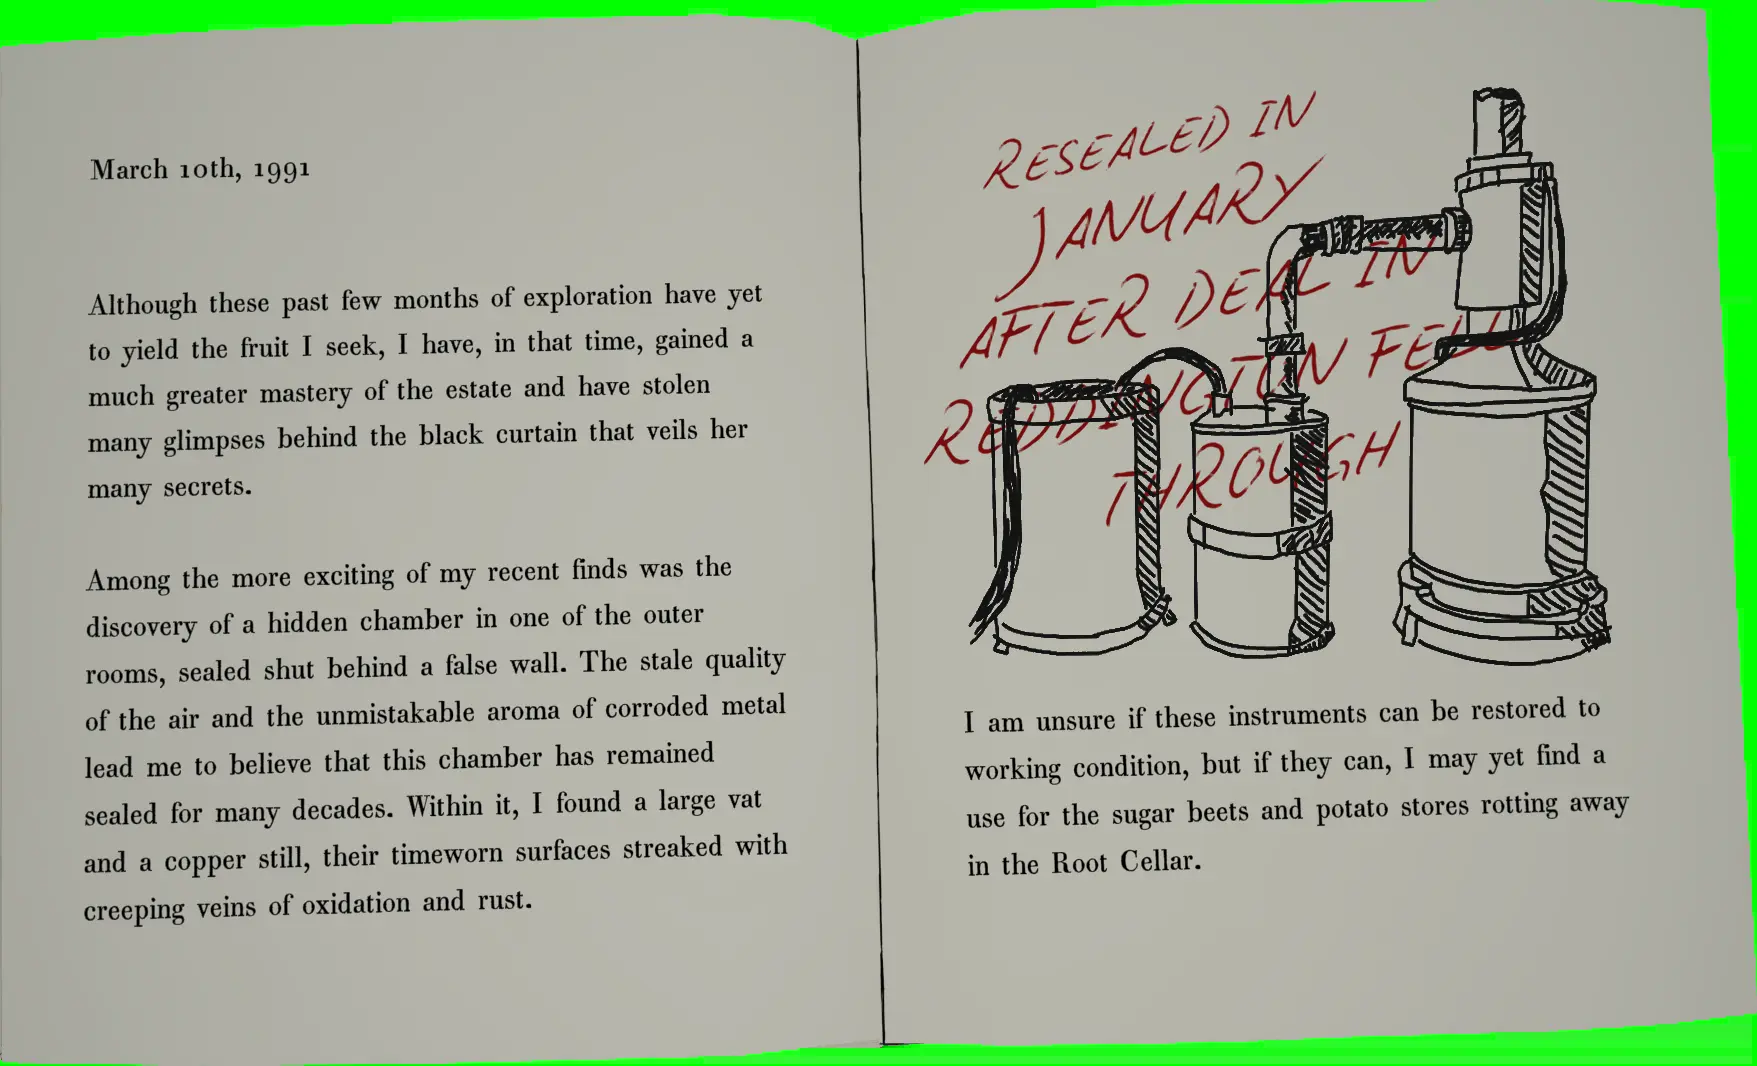 March 10th, 1991
Although these past few months of exploration have yet
to yield the fruit I seek, I have, in that time, gained a
much greater mastery of the estate and have stolen
many glimpses behind the black curtain that veils her
many secrets.
Among the more exciting of my recent finds was the
discovery of a hidden chamber in one of the outer
rooms, sealed shut behind a false wall. The stale quality
of the air and the unmistakable aroma of corroded metal
lead me to believe that this chamber has remained
sealed for many decades. Within it, I found a large vat
and a copper still, their timeworn surfaces streaked with
creeping veins of oxidation and rust.
RESEALED IN
JANUARY
AFTER DEAL IN
REDDINGTON FELL
THROUGH
I am unsure if these instruments can be restored to
working condition, but if they can, I may yet find a
use for the sugar beets and potato stores rotting away
in the Root Cellar.